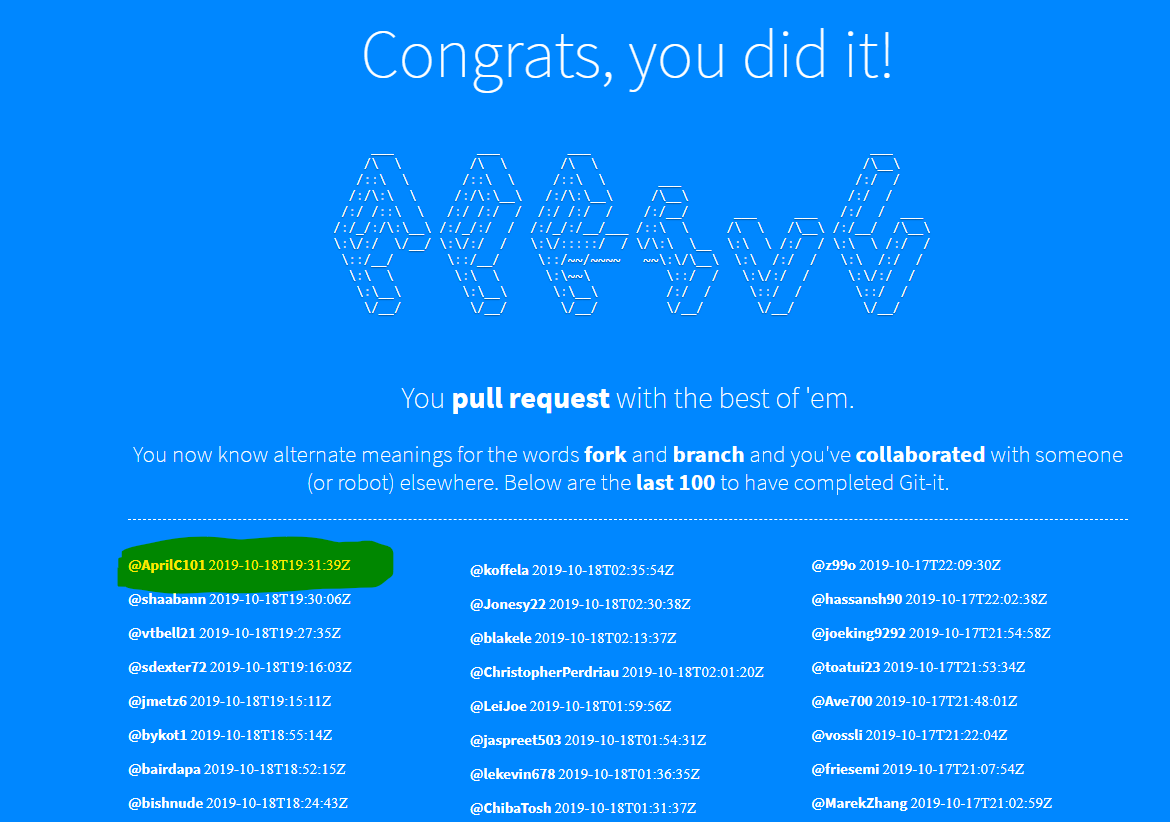 Congrats, you did it!
You pull request with the best of 'em.
You now know alternate meanings for the words fork and branch and you've collaborated with someone
(or robot) elsewhere. Below are the last 100 to have completed Git-it.
@AprilC101 2019-10-18T19:31:39Z
@shaabann 2019-10-18T19:30:06Z
@vtbell21 2019-10-18T19:27:35Z
@sdexter72 2019-10-18T19:16:03Z
@jmetz6 2019-10-18T19:15:11Z
@bykot1 2019-10-18T18:55:14Z
@bairdapa 2019-10-18T18:52:15Z
@bishnude 2019-10-18T18:24:43Z
@koffela 2019-10-18T02:35:54Z
@Jonesy22 2019-10-18T02:30:38Z
@blakele 2019-10-18T02:13:37Z
@ChristopherPerdriau 2019-10-18T02:01:20Z
@LeiJoe 2019-10-18T01:59:56Z
@jaspreet503 2019-10-18T01:54:31Z
@lekevin678 2019-10-18T01:36:35Z
@ChibaTosh 2019-10-18T01:31:37Z
@z99o 2019-10-17T22:09:30Z
@hassansh90 2019-10-17T22:02:38Z
@joeking9292 2019-10-17T21:54:58Z
@toatui23 2019-10-17T21:53:34Z
@Ave700 2019-10-17T21:48:01Z
@vossli 2019-10-17T21:22:04Z
@friesemi 2019-10-17T21:07:54Z
@MarekZhang 2019-10-17T21:02:59Z